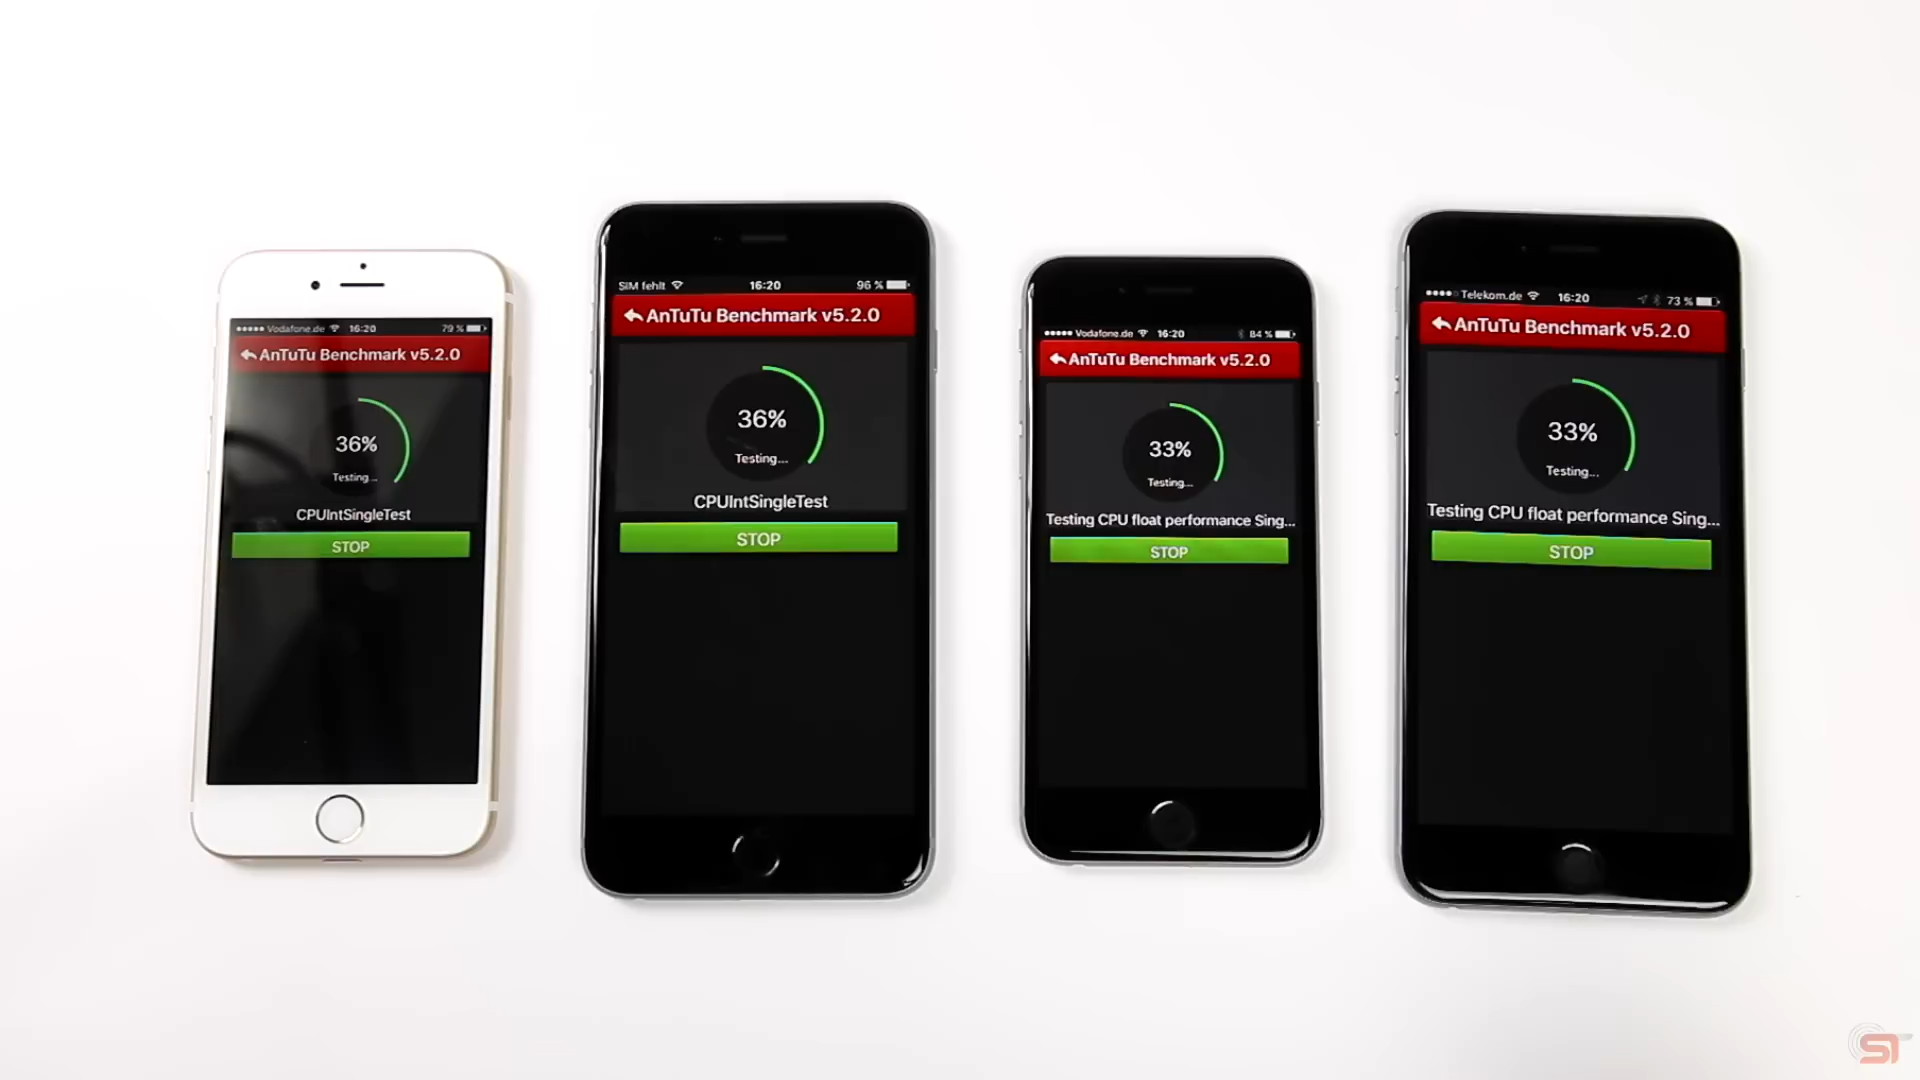 Vodafone.de 16:20 79 %
AnTuTu Benchmark v5.2.0
36%
Testing...
CPUIntSingleTest
STOP
SIM fehlt 16:20 96 %
AnTuTu Benchmark v5.2.0
36%
Testing...
CPUIntSingleTest
STOP
Vodafone.de 16:20 84 %
AnTuTu Benchmark v5.2.0
33%
Testing...
Testing CPU float performance Sing...
STOP
Telekom.de 16:20 73 %
AnTuTu Benchmark v5.2.0
33%
Testing...
Testing CPU float performance Sing...
STOP
ST